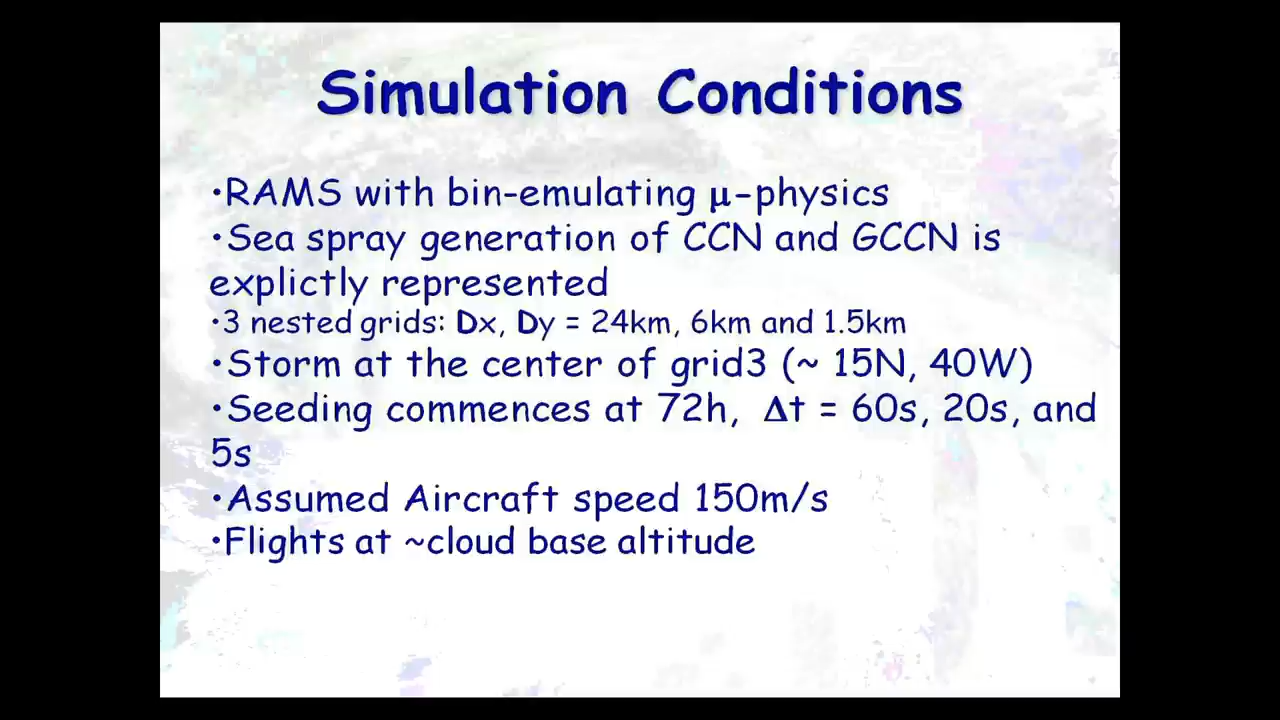 Simulation Conditions
•RAMS with bin-emulating μ-physics
•Sea spray generation of CCN and GCCN is
explictly represented
•3 nested grids: Dx, Dy = 24km, 6km and 1.5km
•Storm at the center of grid3 (~ 15N, 40W)
•Seeding commences at 72h, Δt = 60s, 20s, and
5s
•Assumed Aircraft speed 150m/s
•Flights at ~cloud base altitude